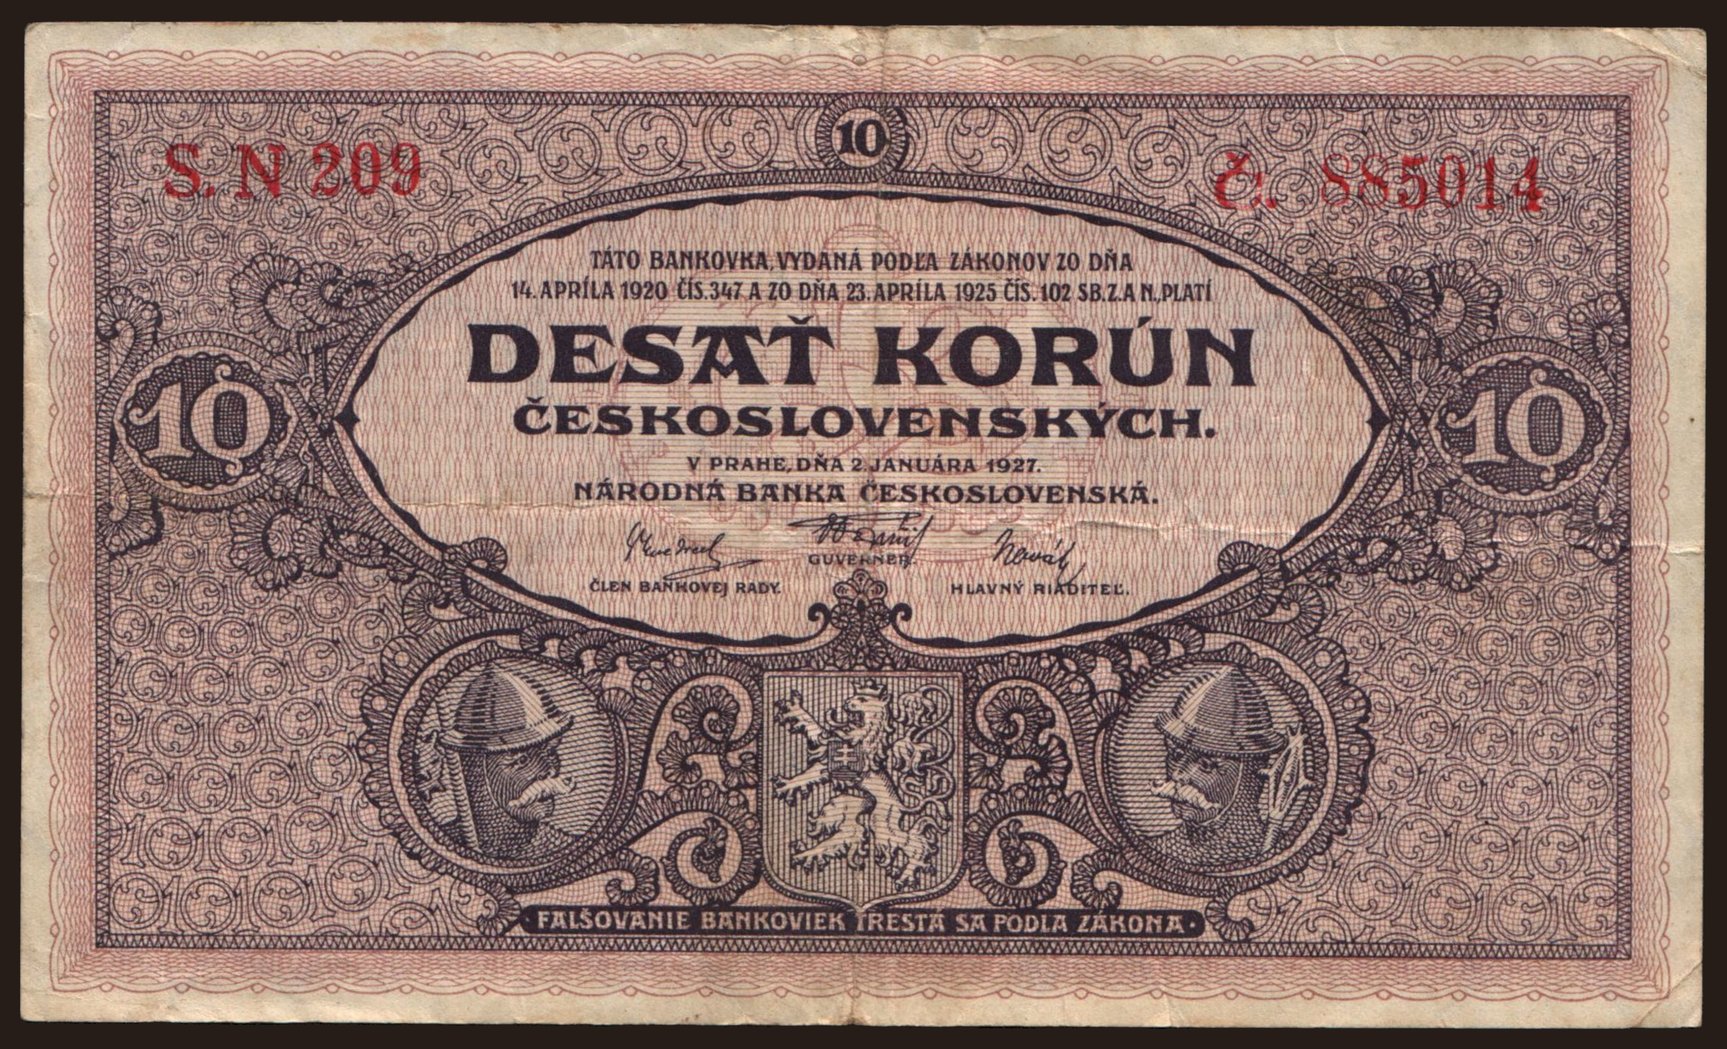 10
S. N 209
Č. 885014
TÁTO BANKOVKA, VYDANÁ PODĽA ZÁKONOV ZO DŇA
14. APRÍLA 1920 ČÍS. 347 A ZO DŇA 23. APRÍLA 1925 ČÍS. 102 SB. Z. A N., PLATÍ
DESAŤ KORÚN
ČESKOSLOVENSKÝCH.
10
10
V PRAHE, DŇA 2. JANUÁRA 1927.
NÁRODNÁ BANKA ČESKOSLOVENSKÁ.
GUVERNER.
ČLEN BANKOVEJ RADY.
HLAVNÝ RIADITEĽ.
FALŠOVANIE BANKOVIEK TRESTÁ SA PODLA ZÁKONA